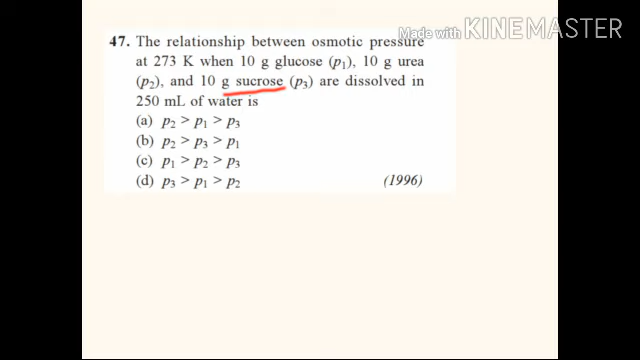 Made with KINEMASTER
47. The relationship between osmotic pressure
at 273 K when 10 g glucose (p₁), 10 g urea
(p₂), and 10 g sucrose (p₃) are dissolved in
250 mL of water is
(a) p₂ > p₁ > p₃
(b) p₂ > p₃ > p₁
(c) p₁ > p₂ > p₃
(d) p₃ > p₁ > p₂ (1996)